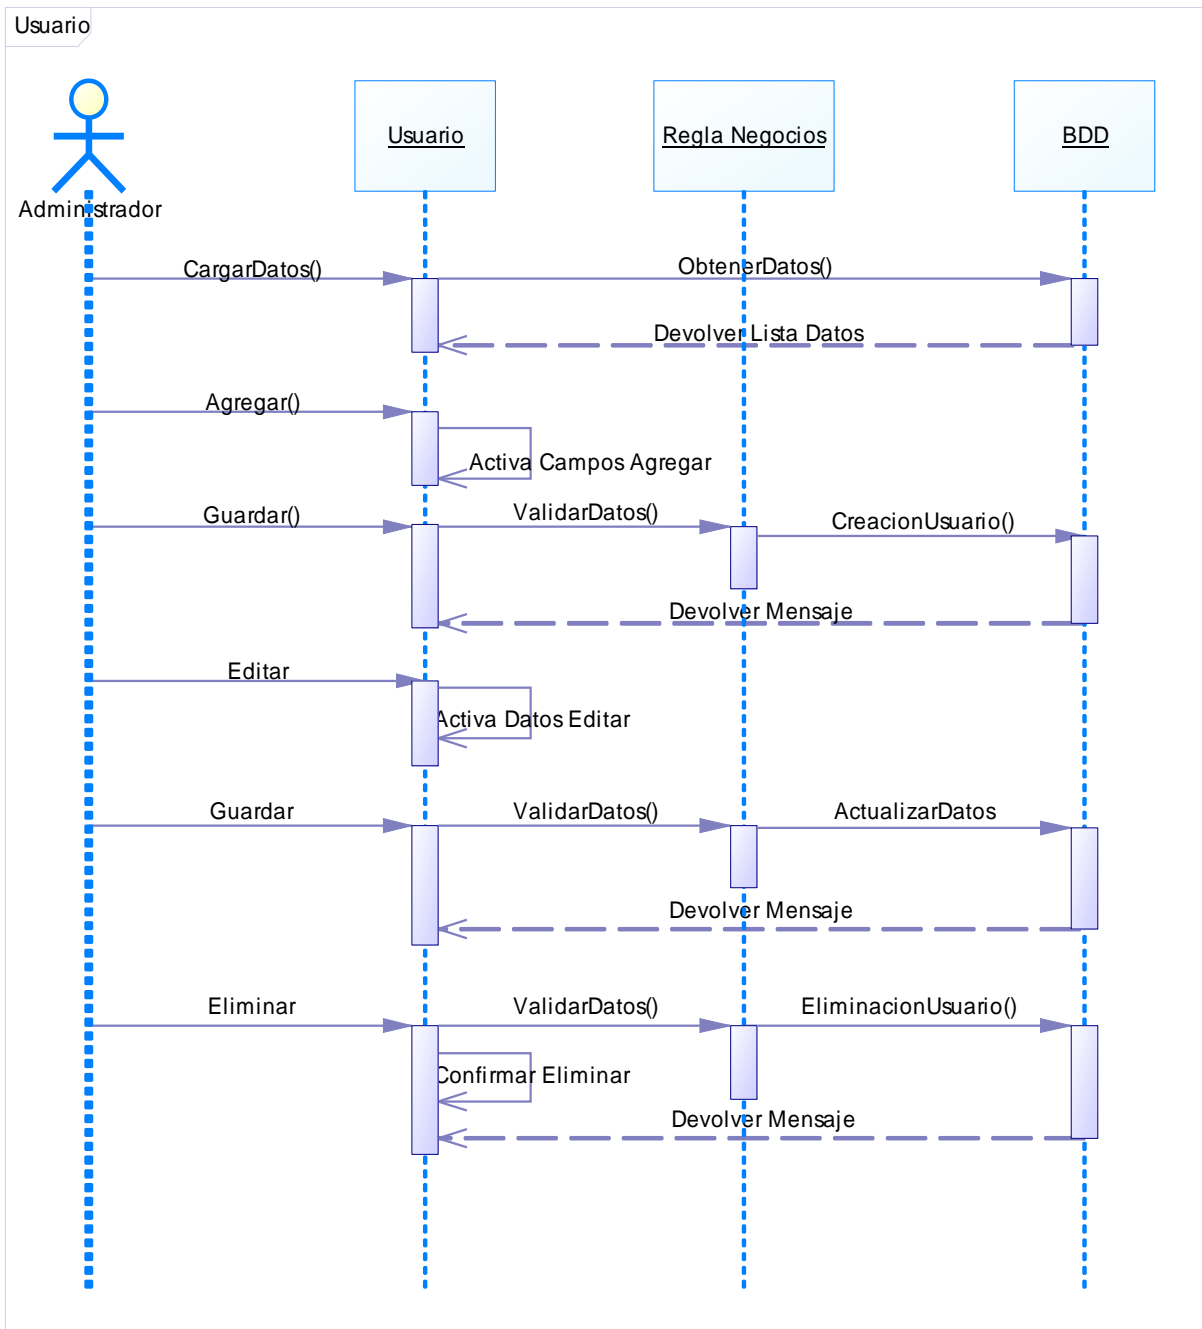 Usuario
Usuario
Regla Negocios
BDD
Administrador
CargarDatos()
ObtenerDatos()
Devolver Lista Datos
Agregar()
Activa Campos Agregar
Guardar()
ValidarDatos()
CreacionUsuario()
Devolver Mensaje
Editar
Activa Datos Editar
Guardar
ValidarDatos()
ActualizarDatos
Devolver Mensaje
Eliminar
ValidarDatos()
EliminacionUsuario()
Confirmar Eliminar
Devolver Mensaje